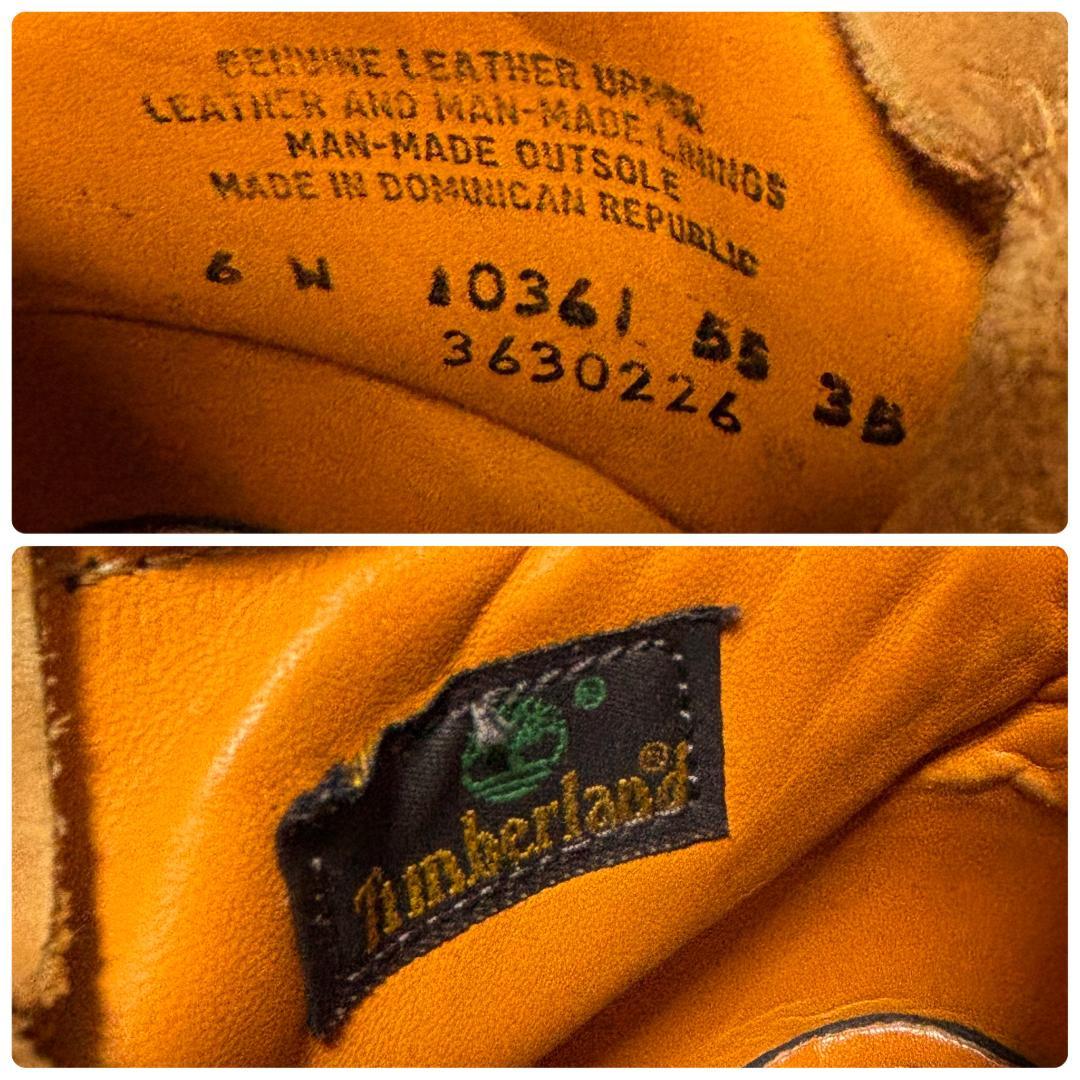 GENUINE LEATHER UPPER
LEATHER AND MAN-MADE LININGS
MAN-MADE OUTSOLE
MADE IN DOMINICAN REPUBLIC
6 W 10361 55 3B
3630226
Timberland®